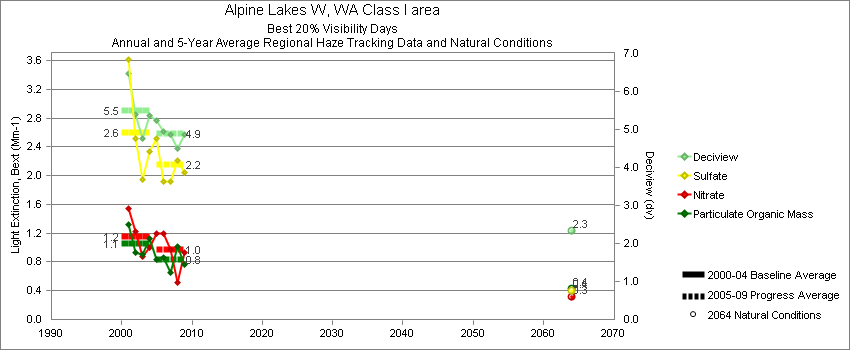 Alpine Lakes W, WA Class I area
Best 20% Visibility Days
Annual and 5-Year Average Regional Haze Tracking Data and Natural Conditions
Light Extinction, Bext (Mm-1)
3.6
3.2
2.8
2.4
2.0
1.6
1.2
0.8
0.4
0.0
5.5
2.6
1.2
1.1
4.9
2.2
1.0
0.8
2.3
0.4
0.3
7.0
6.0
5.0
4.0
3.0
2.0
1.0
0.0
Deciview (dv)
1990 2000 2010 2020 2030 2040 2050 2060 2070
Deciview
Sulfate
Nitrate
Particulate Organic Mass
2000-04 Baseline Average
2005-09 Progress Average
2064 Natural Conditions